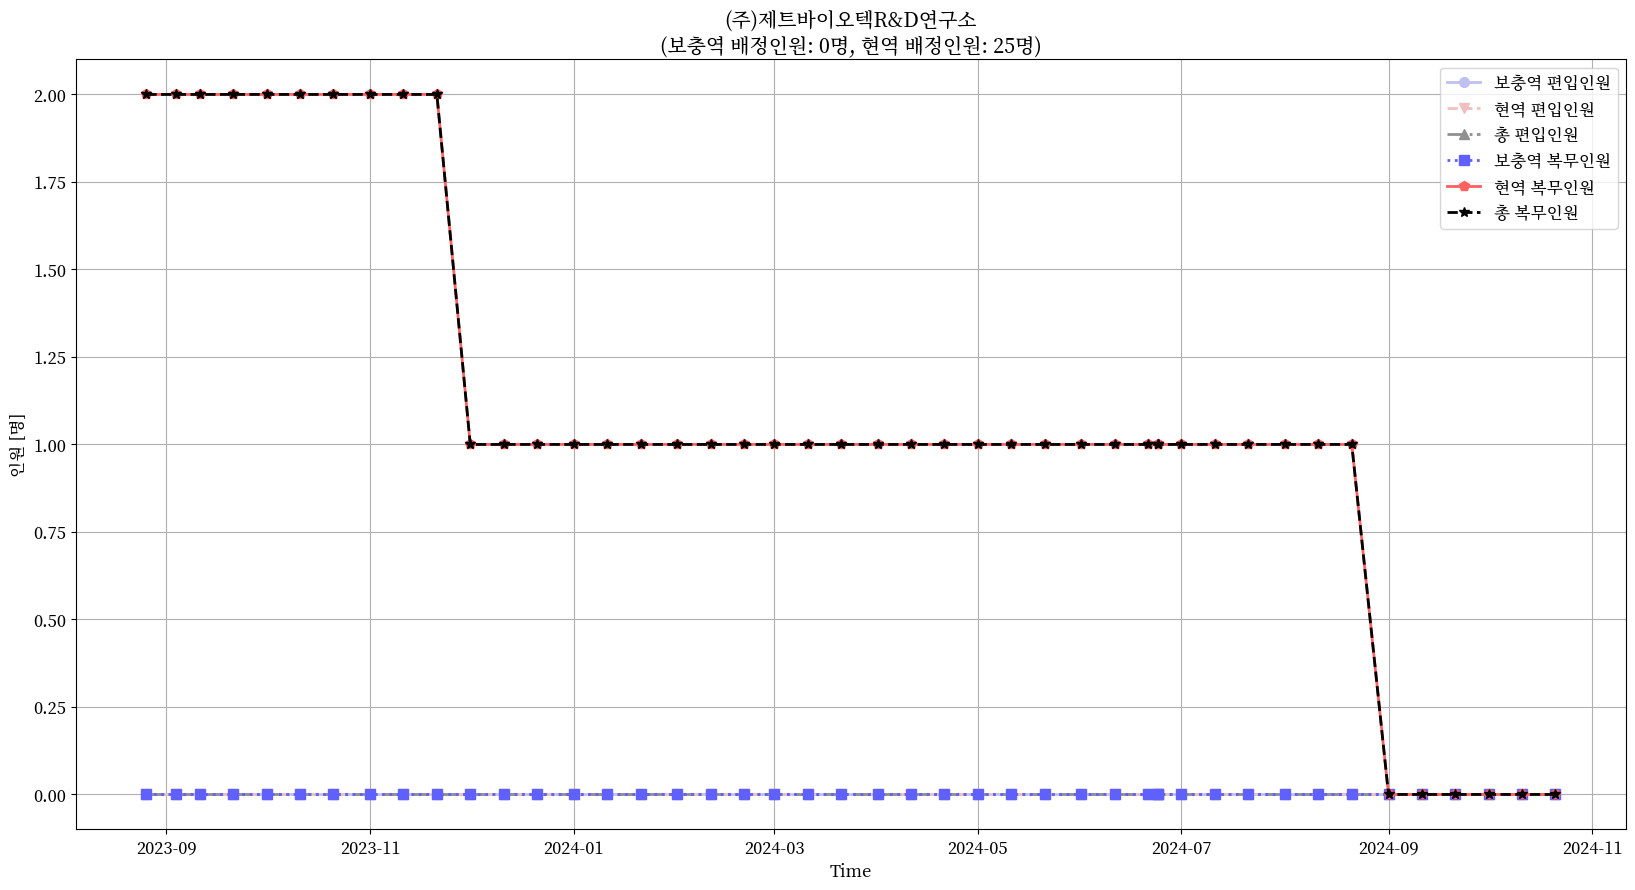 (주)제트바이오텍R&D연구소
(보충역 배정인원: 0명, 현역 배정인원: 25명)
보충역 편입인원
현역 편입인원
총 편입인원
보충역 복무인원
현역 복무인원
총 복무인원
인원 [명]
2.00
1.75
1.50
1.25
1.00
0.75
0.50
0.25
0.00
2023-09
2023-11
2024-01
2024-03
2024-05
2024-07
2024-09
2024-11
Time